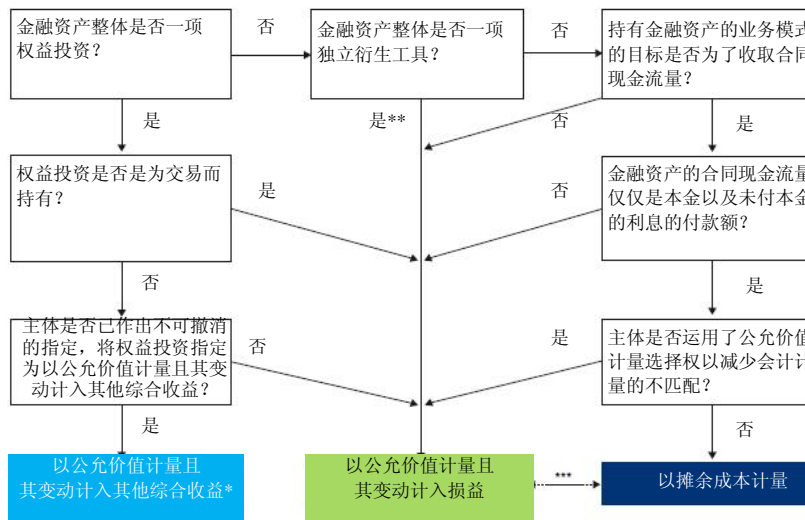 金融资产整体是否一项
权益投资？
否
金融资产整体是否一项
独立衍生工具？
否
持有金融资产的业务模式
的目标是否为了收取合同
现金流量？
是
是**
否
是
权益投资是否是为交易而
持有？
是
否
金融资产的合同现金流量
仅仅是本金以及未付本金
的利息的付款额？
否
是
主体是否已作出不可撤消
的指定，将权益投资指定
为以公允价值计量且其变
动计入其他综合收益？
否
是
主体是否运用了公允价值
计量选择权以减少会计计
量的不匹配？
是
否
以公允价值计量且
其变动计入其他综合收益*
以公允价值计量且
其变动计入损益
***
以摊余成本计量